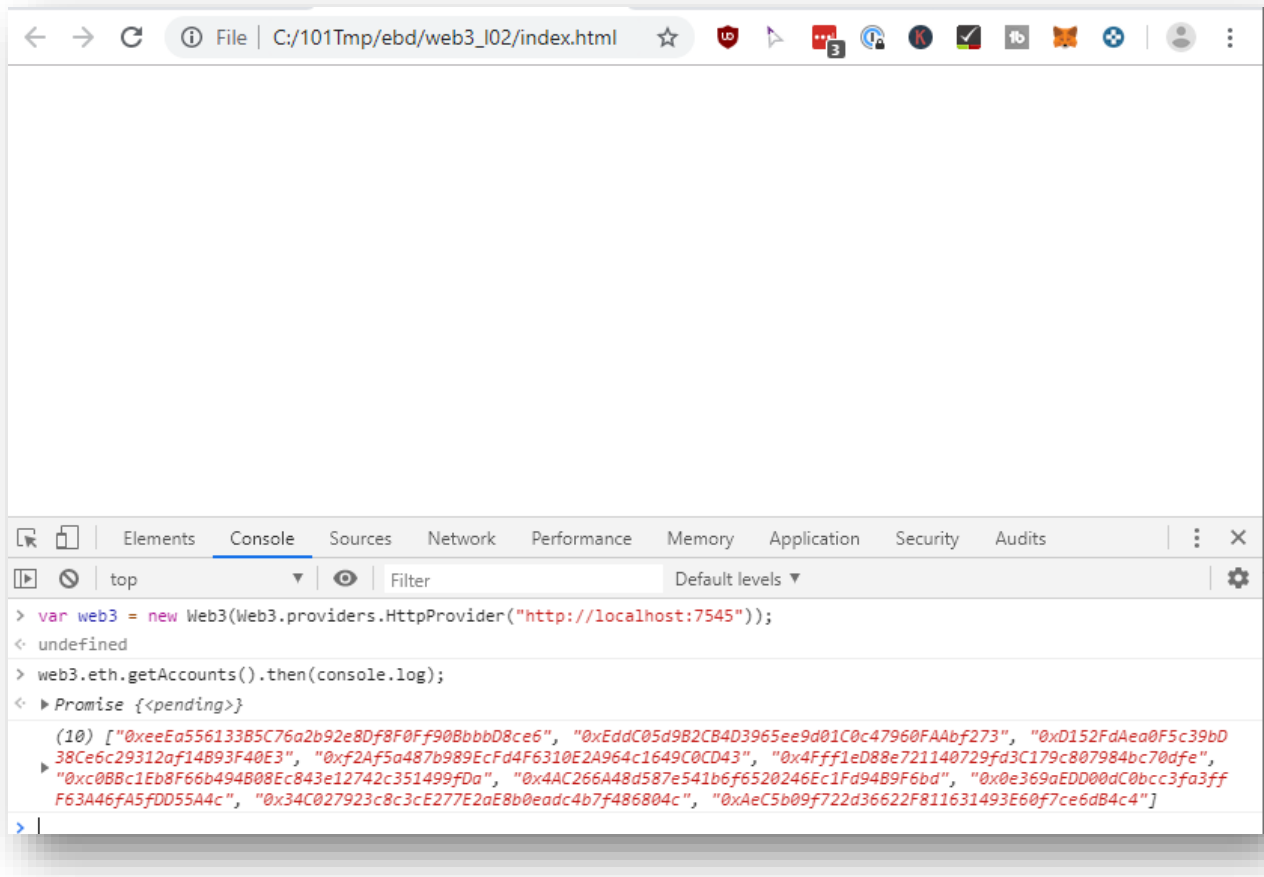 File | C:/101Tmp/ebd/web3_l02/index.html
3
K
1b
Elements Console Sources Network Performance Memory Application Security Audits
top ▼ Filter Default levels ▼
> var web3 = new Web3(Web3.providers.HttpProvider("http://localhost:7545"));
undefined
> web3.eth.getAccounts().then(console.log);
Promise {<pending>}
(10) ["0xeeEa556133B5C76a2b92e8Df8F0Ff90BbbbD8ce6", "0xEddC05d9B2CB4D3965ee9d01C0c47960FAAbf273", "0xD152FdAea0F5c39bD
38Ce6c29312af14B93F40E3", "0xf2Af5a487b989EcFd4F6310E2A964c1649C0CD43", "0x4Fff1eD88e721140729fd3C179c807984bc70dfe",
"0xc0BBc1Eb8F66b494B08Ec843e12742c351499fDa", "0x4AC266A48d587e541b6f6520246Ec1Fd94B9F6bd", "0x0e369aEDD00dC0bcc3fa3ff
F63A46fA5fDD55A4c", "0x34C027923c8c3cE277E2aE8b0eadc4b7f486804c", "0xAeC5b09f722d36622F811631493E60f7ce6dB4c4"]
>